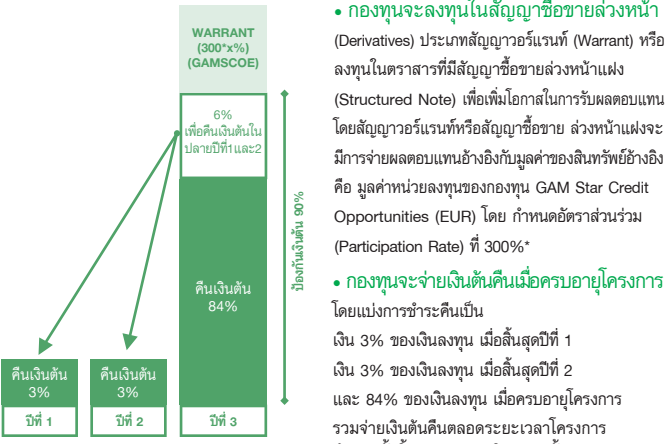 WARRANT
(300*x%)
(GAMSCOE)
6%
เพื่อคืนเงินต้นใน
ปลายปีที่1และ2
ป้องกันเงินต้น 90%
คืนเงินต้น
84%
คืนเงินต้น
3%
คืนเงินต้น
3%
ปีที่ 1
ปีที่ 2
ปีที่ 3
• กองทุนจะลงทุนในสัญญาซื้อขายล่วงหน้า
(Derivatives) ประเภทสัญญาวอร์แรนท์ (Warrant) หรือ
ลงทุนในตราสารที่มีสัญญาซื้อขายล่วงหน้าแฝง
(Structured Note) เพื่อเพิ่มโอกาสในการรับผลตอบแทน
โดยสัญญาวอร์แรนท์หรือสัญญาซื้อขาย ล่วงหน้าแฝงจะ
มีการจ่ายผลตอบแทนอ้างอิงกับมูลค่าของสินทรัพย์อ้างอิง
คือ มูลค่าหน่วยลงทุนของกองทุน GAM Star Credit
Opportunities (EUR) โดย กำหนดอัตราส่วนร่วม
(Participation Rate) ที่ 300%*
• กองทุนจะจ่ายเงินต้นคืนเมื่อครบอายุโครงการ
โดยแบ่งการชำระคืนเป็น
เงิน 3% ของเงินลงทุน เมื่อสิ้นสุดปีที่ 1
เงิน 3% ของเงินลงทุน เมื่อสิ้นสุดปีที่ 2
และ 84% ของเงินลงทุน เมื่อครบอายุโครงการ
รวมจ่ายเงินต้นคืนตลอดระยะเวลาโครงการ